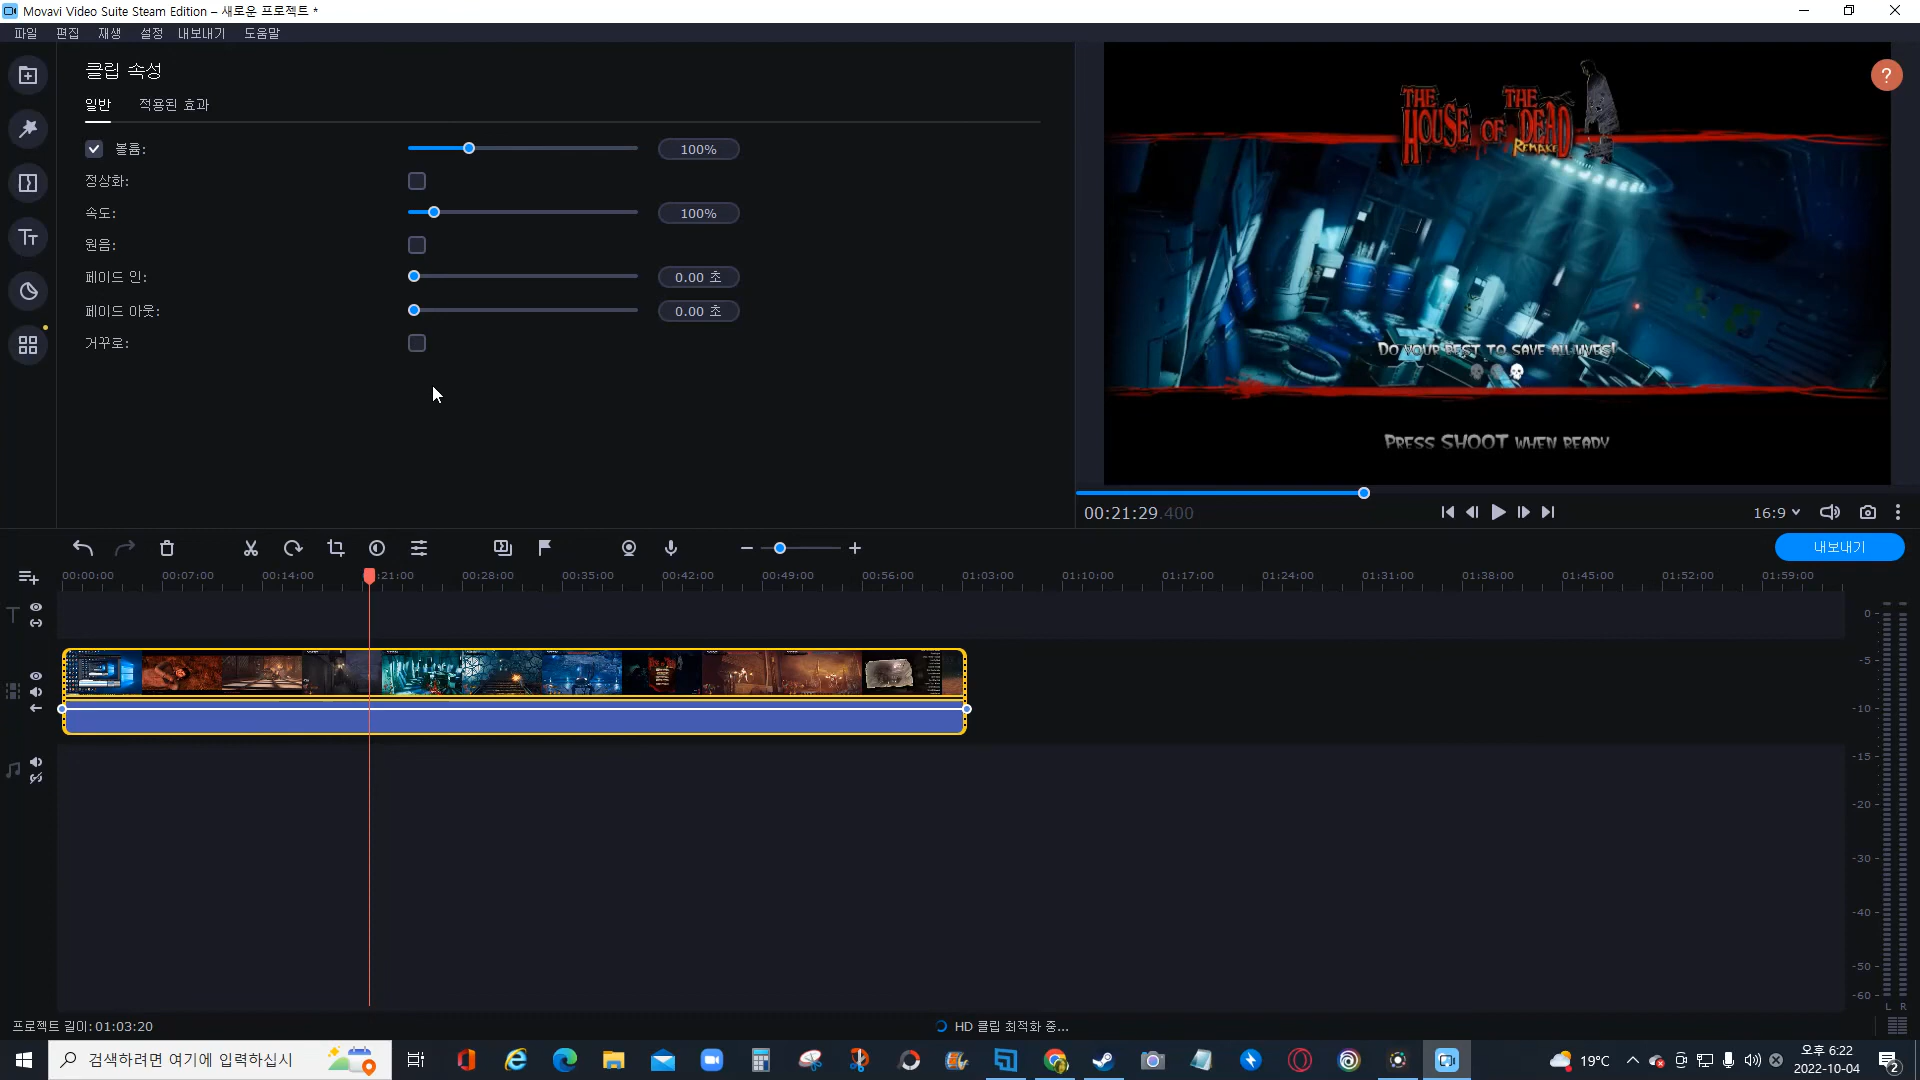 Movavi Video Suite Steam Edition – 새로운 프로젝트 *
파일 편집 재생 설정 내보내기 도움말
클립 속성
일반 적용된 효과
볼륨: 100%
정상화:
속도: 100%
원음:
페이드 인: 0.00 초
페이드 아웃: 0.00 초
거꾸로:
THE HOUSE OF THE DEAD
REMAKE
DO YOUR BEST TO SAVE ALL LIVES!
PRESS SHOOT WHEN READY
?
00:21:29.400
16:9
내보내기
00:00:00 00:07:00 00:14:00 :21:00 00:28:00 00:35:00 00:42:00 00:49:00 00:56:00 01:03:00 01:10:00 01:17:00 01:24:00 01:31:00 01:38:00 01:45:00 01:52:00 01:59:00
0
-5
-10
-15
-20
-30
-40
-50
-60
L R
프로젝트 길이: 01:03:20
HD 클립 최적화 중...
검색하려면 여기에 입력하십시
19°C
오후 6:22
2022-10-04
2